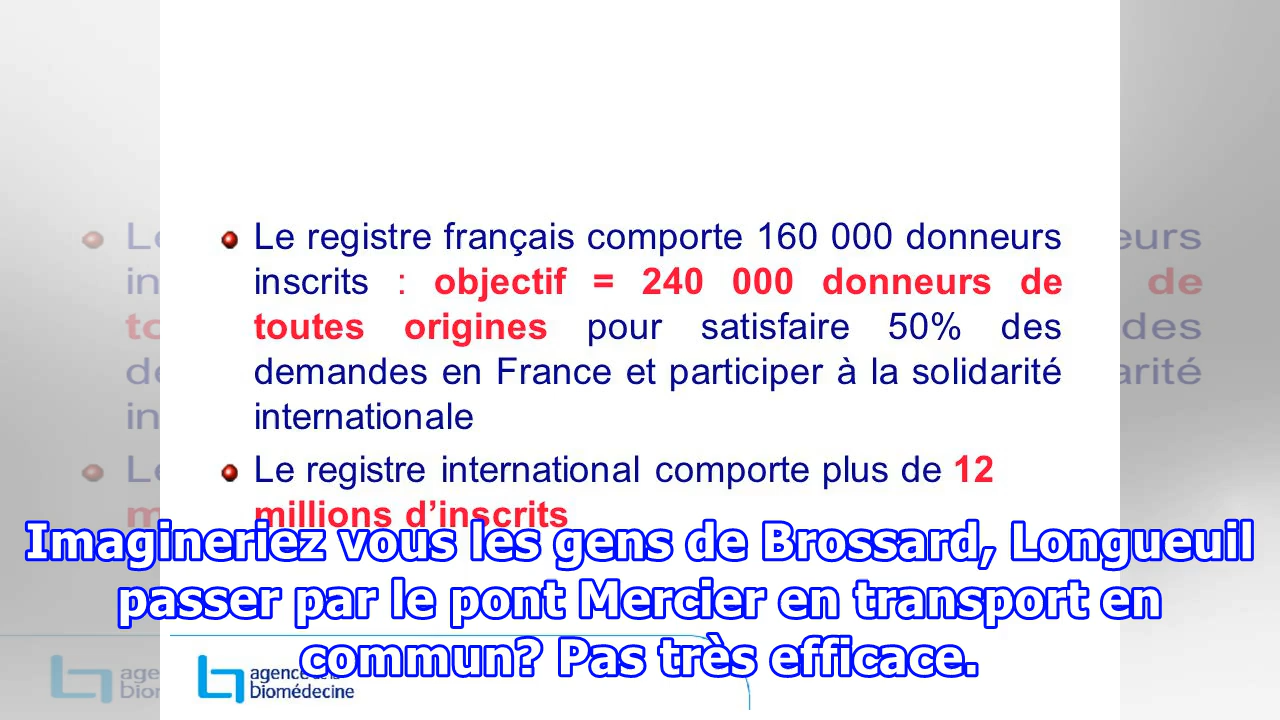 Le registre français comporte 160 000 donneurs
inscrits : objectif = 240 000 donneurs de
toutes origines pour satisfaire 50% des
demandes en France et participer à la solidarité
internationale
Le registre international comporte plus de 12
millions d’inscrits
Imagineriez vous les gens de Brossard, Longueuil
passer par le pont Mercier en transport en
commun? Pas très efficace.
agence de la
biomédecine